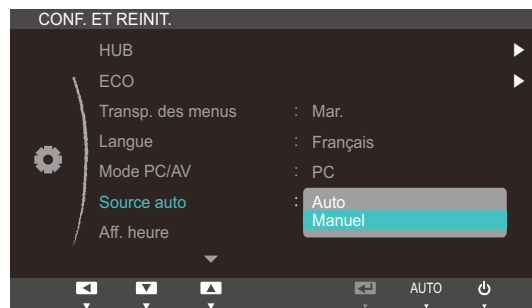 CONF. ET REINIT.
HUB
ECO
Transp. des menus : Mar.
Langue : Français
Mode PC/AV : PC
Source auto : Auto
Manuel
Aff. heure
AUTO